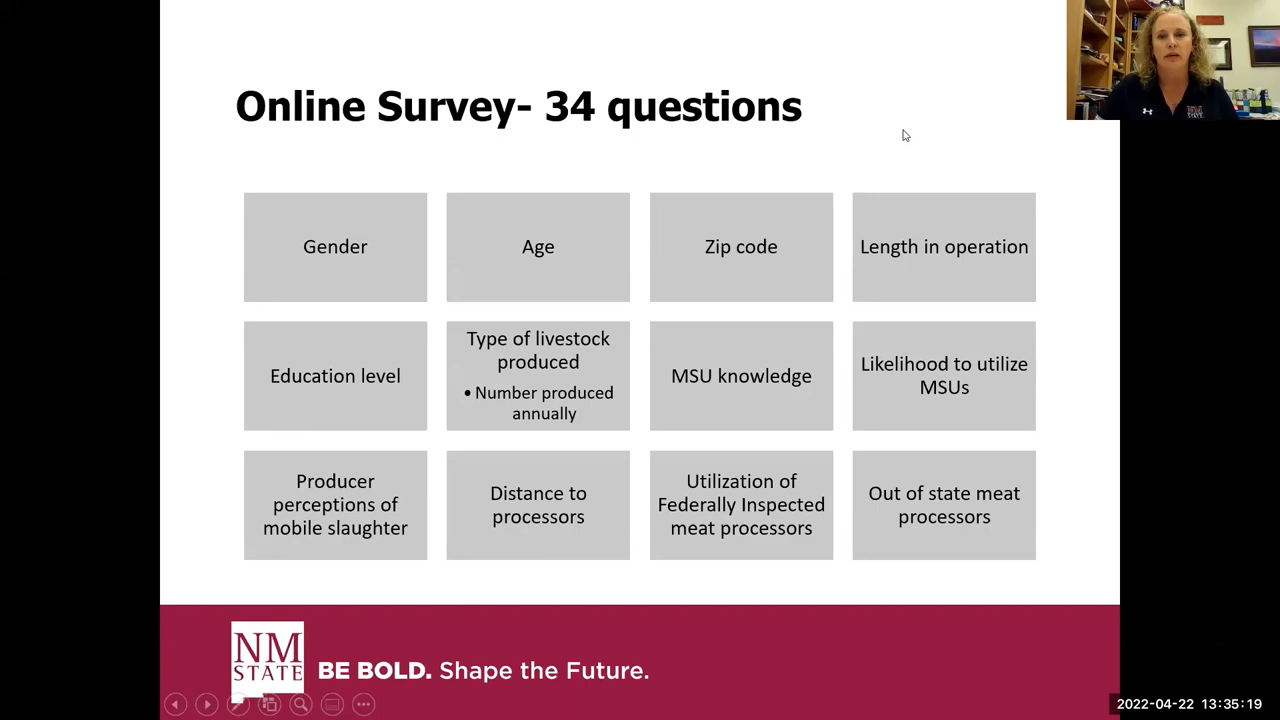 Online Survey- 34 questions
Gender
Age
Zip code
Length in operation
Education level
Type of livestock
produced
• Number produced
annually
MSU knowledge
Likelihood to utilize
MSUs
Producer
perceptions of
mobile slaughter
Distance to
processors
Utilization of
Federally Inspected
meat processors
Out of state meat
processors
NM
STATE
BE BOLD. Shape the Future.
2022-04-22 13:35:19